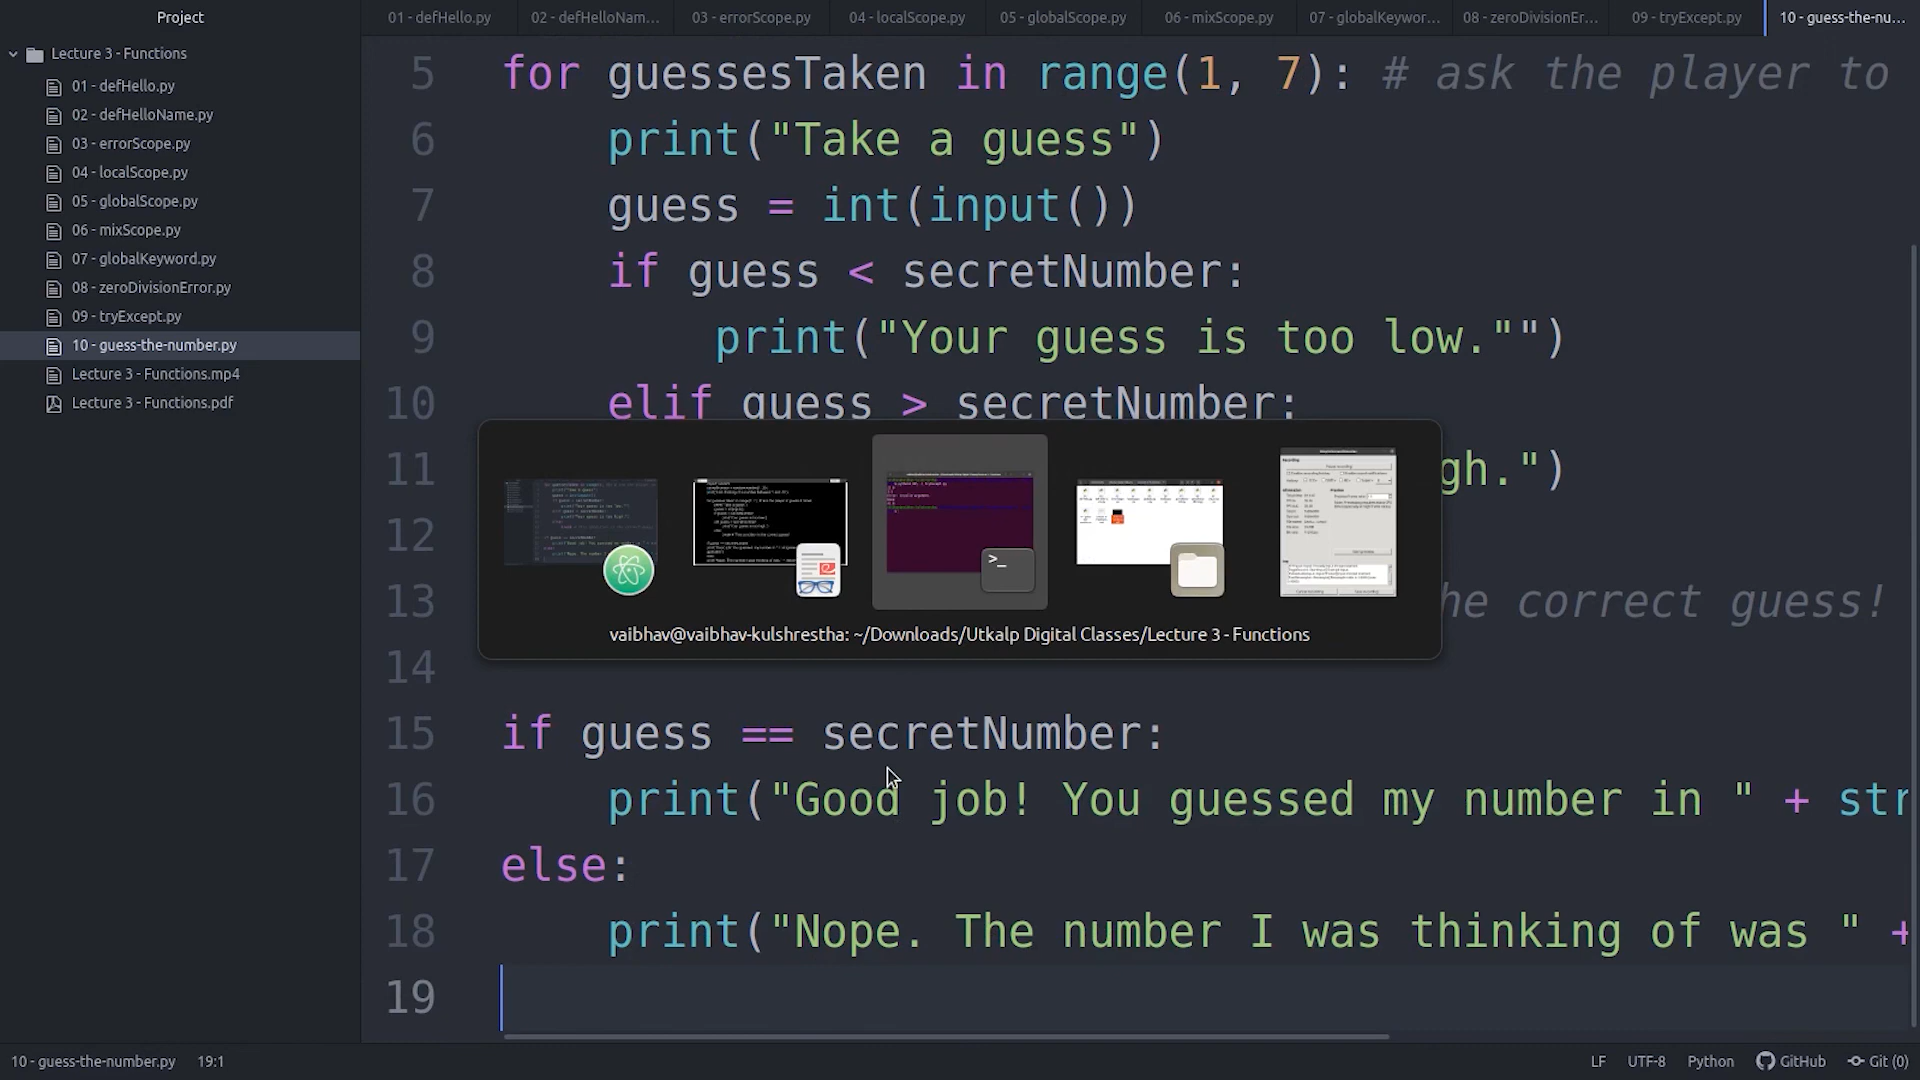 Project
01 - defHello.py
02 - defHelloNam...
03 - errorScope.py
04 - localScope.py
05 - globalScope.py
06 - mixScope.py
07 - globalKeywor...
08 - zeroDivisionEr...
09 - tryExcept.py
10 - guess-the-nu...
Lecture 3 - Functions
01 - defHello.py
02 - defHelloName.py
03 - errorScope.py
04 - localScope.py
05 - globalScope.py
06 - mixScope.py
07 - globalKeyword.py
08 - zeroDivisionError.py
09 - tryExcept.py
10 - guess-the-number.py
Lecture 3 - Functions.mp4
Lecture 3 - Functions.pdf
5 for guessesTaken in range(1, 7): # ask the player to
6 print("Take a guess")
7 guess = int(input())
8 if guess < secretNumber:
9 print("Your guess is too low."")
10 elif guess > secretNumber:
11 gh.")
12
13 he correct guess!
14
vaibhav@vaibhav-kulshrestha: ~/Downloads/Utkalp Digital Classes/Lecture 3 - Functions
15 if guess == secretNumber:
16 print("Good job! You guessed my number in " + str
17 else:
18 print("Nope. The number I was thinking of was " +
19
10 - guess-the-number.py 19:1
LF UTF-8 Python GitHub Git (0)